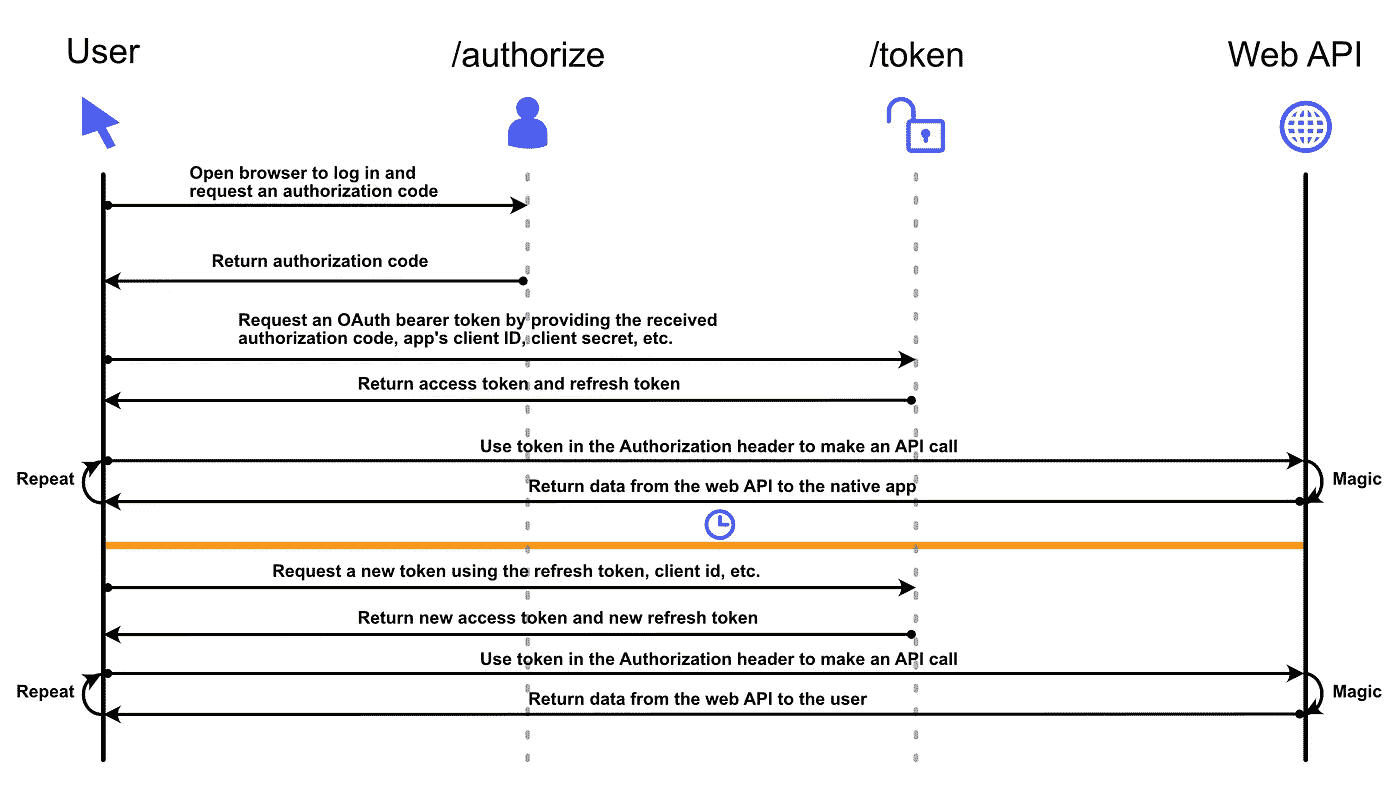 User
/authorize
/token
Web API
Open browser to log in and
request an authorization code
Return authorization code
Request an OAuth bearer token by providing the received
authorization code, app's client ID, client secret, etc.
Return access token and refresh token
Use token in the Authorization header to make an API call
Repeat
Return data from the web API to the native app
Magic
Request a new token using the refresh token, client id, etc.
Return new access token and new refresh token
Use token in the Authorization header to make an API call
Repeat
Return data from the web API to the user
Magic